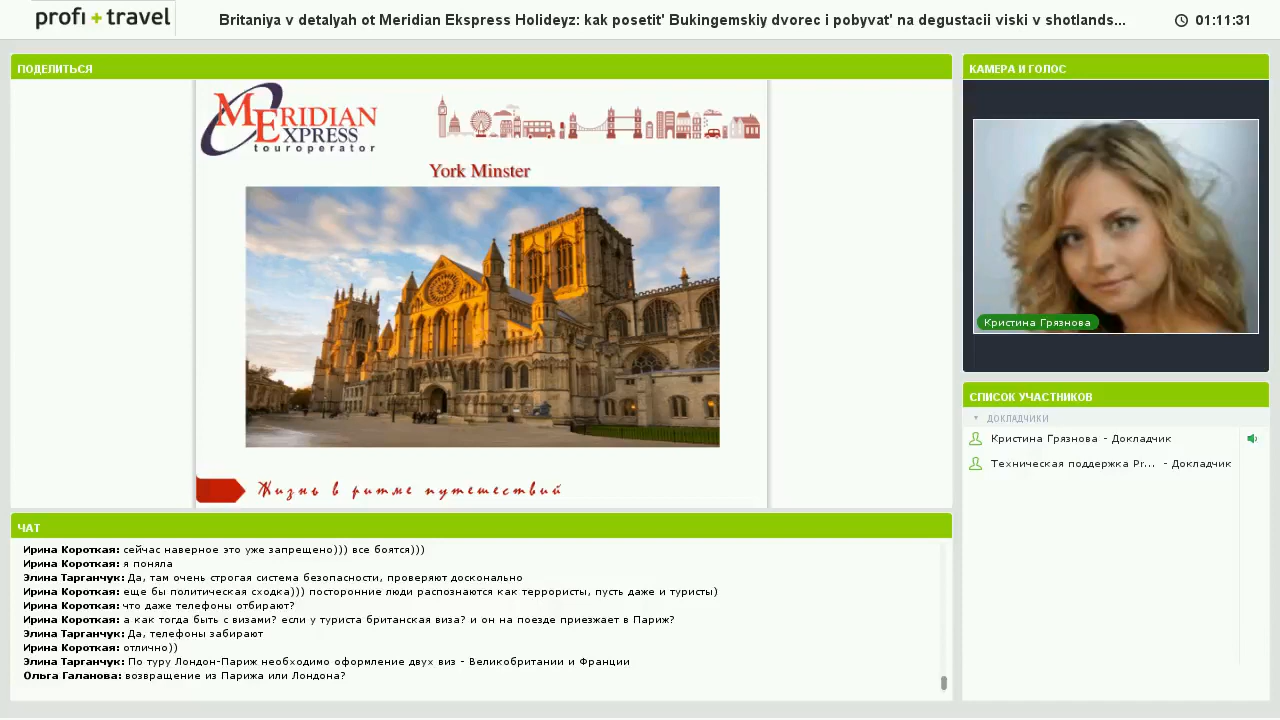 profi + travel
Britaniya v detalyah ot Meridian Ekspress Holideyz: kak posetit' Bukingemskiy dvorec i pobyvat' na degustacii viski v shotlands...
01:11:31
ПОДЕЛИТЬСЯ
КАМЕРА И ГОЛОС
MERIDIAN
EXPRESS
touroperator
York Minster
Жизнь в ритме путешествий
Кристина Грязнова
СПИСОК УЧАСТНИКОВ
ДОКЛАДЧИКИ
Кристина Грязнова - Докладчик
Техническая поддержка Pr... - Докладчик
ЧАТ
Ирина Короткая: сейчас наверное это уже запрещено))) все боятся)))
Ирина Короткая: я поняла
Элина Тарганчук: Да, там очень строгая система безопасности, проверяют досконально
Ирина Короткая: еще бы политическая сходка))) посторонние люди распознаются как террористы, пусть даже и туристы)
Ирина Короткая: что даже телефоны отбирают?
Ирина Короткая: а как тогда быть с визами? если у туриста британская виза? и он на поезде приезжает в Париж?
Элина Тарганчук: Да, телефоны забирают
Ирина Короткая: отлично))
Элина Тарганчук: По туру Лондон-Париж необходимо оформление двух виз - Великобритании и Франции
Ольга Галанова: возвращение из Парижа или Лондона?